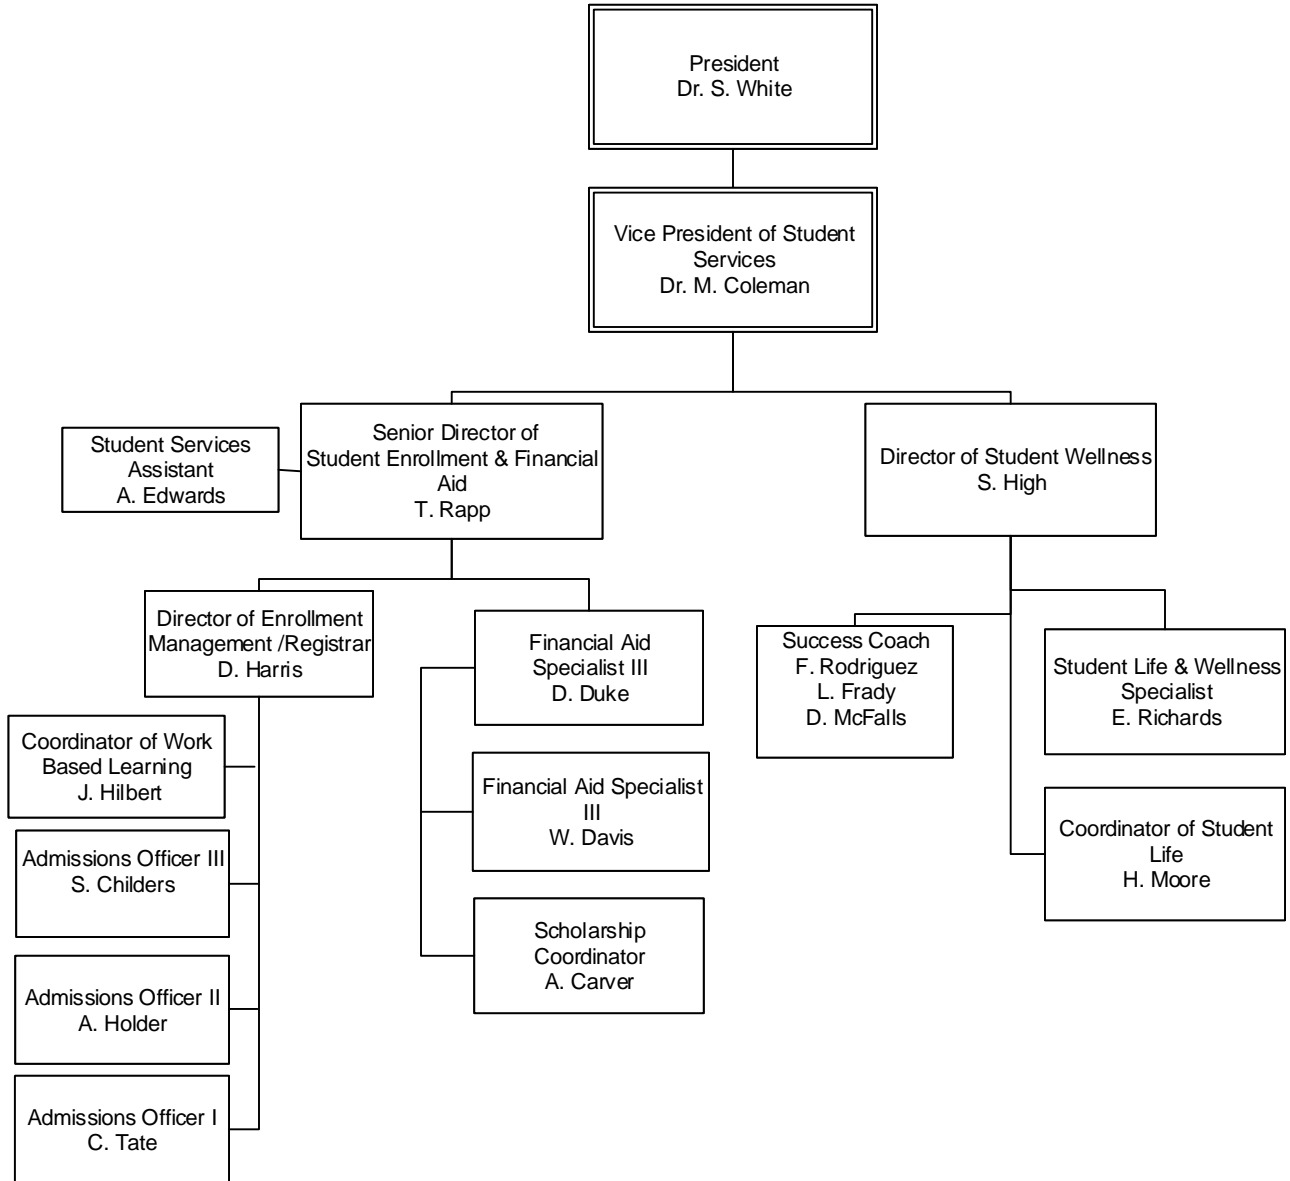 President
Dr. S. White
Vice President of Student
Services
Dr. M. Coleman
Student Services
Assistant
A. Edwards
Senior Director of
Student Enrollment & Financial
Aid
T. Rapp
Director of Student Wellness
S. High
Director of Enrollment
Management /Registrar
D. Harris
Financial Aid
Specialist III
D. Duke
Success Coach
F. Rodriguez
L. Frady
D. McFalls
Student Life & Wellness
Specialist
E. Richards
Coordinator of Work
Based Learning
J. Hilbert
Financial Aid Specialist
III
W. Davis
Coordinator of Student
Life
H. Moore
Admissions Officer III
S. Childers
Scholarship
Coordinator
A. Carver
Admissions Officer II
A. Holder
Admissions Officer I
C. Tate